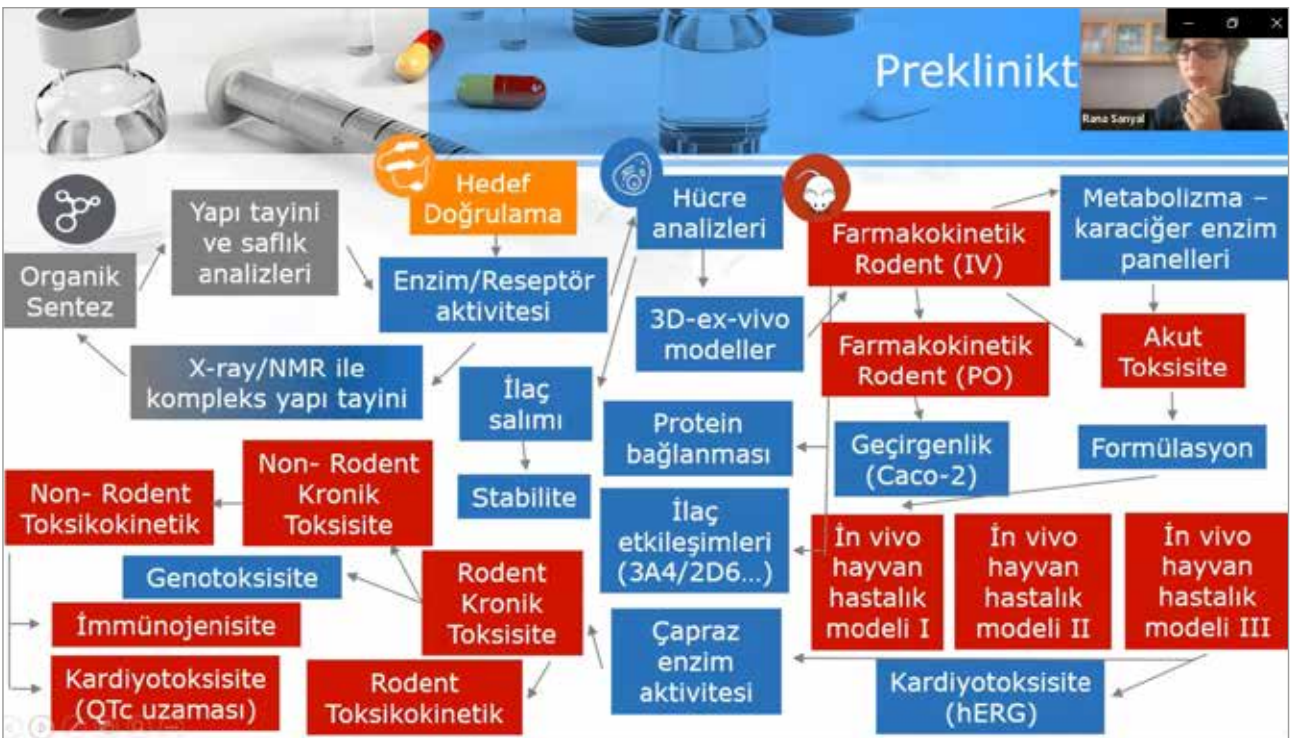 Preklinikt
Rana Sanyal
Organik
Sentez
Yapı tayini
ve saflık
analizleri
Hedef
Doğrulama
Enzim/Reseptör
aktivitesi
X-ray/NMR ile
kompleks yapı tayini
Hücre
analizleri
3D-ex-vivo
modeller
İlaç
salımı
Stabilite
Farmakokinetik
Rodent (IV)
Farmakokinetik
Rodent (PO)
Metabolizma –
karaciğer enzim
panelleri
Akut
Toksisite
Formülasyon
Geçirgenlik
(Caco-2)
Protein
bağlanması
İlaç
etkileşimleri
(3A4/2D6...)
İn vivo
hayvan
hastalık
modeli I
İn vivo
hayvan
hastalık
modeli II
İn vivo
hayvan
hastalık
modeli III
Kardiyotoksisite
(hERG)
Çapraz
enzim
aktivitesi
Rodent
Kronik
Toksisite
Rodent
Toksikokinetik
Genotoksisite
Non- Rodent
Kronik
Toksisite
Non- Rodent
Toksikokinetik
İmmünojenisite
Kardiyotoksisite
(QTc uzaması)